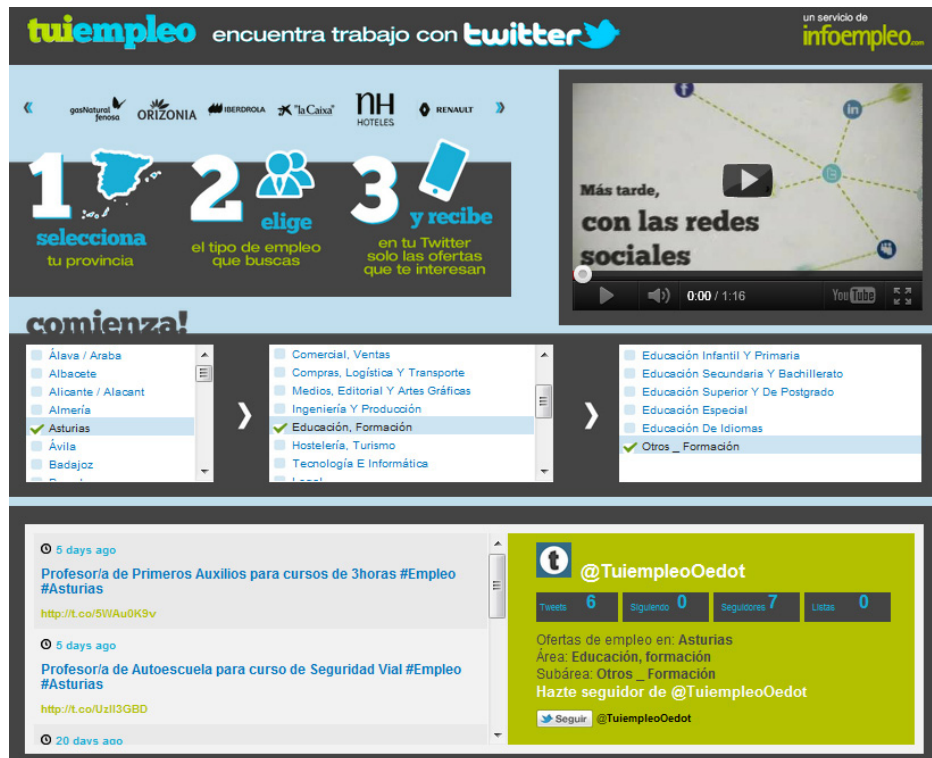 tuiempleo encuentra trabajo con twitter
un servicio de
infoempleo.com
gasNatural
fenosa
ORIZONIA
IBERDROLA
"la Caixa"
nH
HOTELES
RENAULT
1
selecciona
tu provincia
2
elige
el tipo de empleo
que buscas
3
y recibe
en tu Twitter
solo las ofertas
que te interesan
Más tarde,
con las redes
sociales
0:00 / 1:16
YouTube
comienza!
Álava / Araba
Albacete
Alicante / Alacant
Almería
Asturias
Ávila
Badajoz
Comercial, Ventas
Compras, Logística Y Transporte
Medios, Editorial Y Artes Gráficas
Ingeniería Y Producción
Educación, Formación
Hostelería, Turismo
Tecnología E Informática
Legal
Educación Infantil Y Primaria
Educación Secundaria Y Bachillerato
Educación Superior Y De Postgrado
Educación Especial
Educación De Idiomas
Otros _ Formación
5 days ago
Profesor/a de Primeros Auxilios para cursos de 3horas #Empleo
#Asturias
http://t.co/5WAu0K9v
5 days ago
Profesor/a de Autoescuela para curso de Seguridad Vial #Empleo
#Asturias
http://t.co/UzlI3GBD
20 days ago
t
@TuiempleoOedot
Tweets 6 Siguiendo 0 Seguidores 7 Listas 0
Ofertas de empleo en: Asturias
Área: Educación, formación
Subárea: Otros _ Formación
Hazte seguidor de @TuiempleoOedot
Seguir @TuiempleoOedot